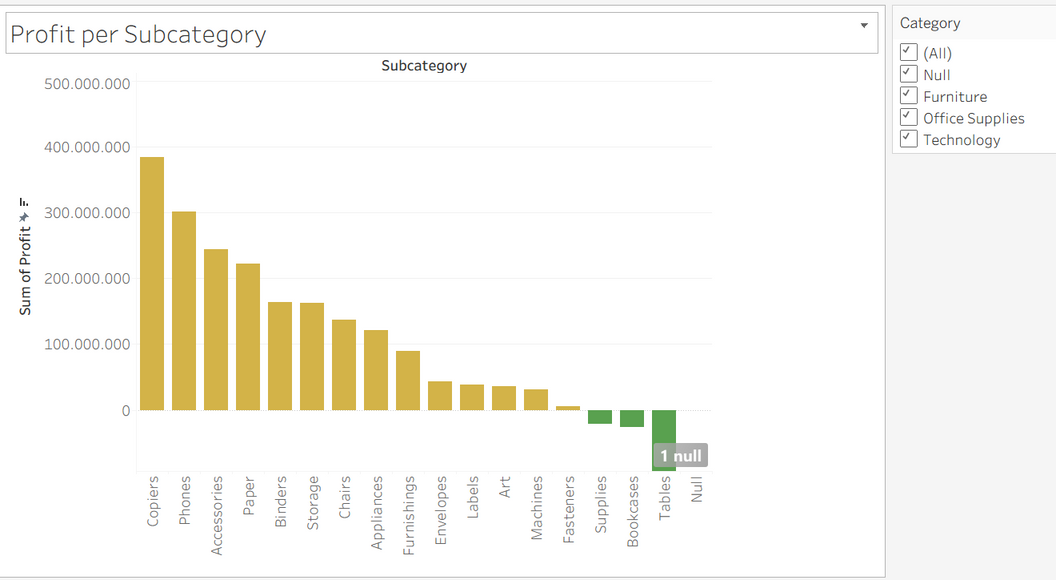 Profit per Subcategory
Subcategory
500.000.000
400.000.000
300.000.000
200.000.000
100.000.000
0
Sum of Profit
1 null
Copiers
Phones
Accessories
Paper
Binders
Storage
Chairs
Appliances
Furnishings
Envelopes
Labels
Art
Machines
Fasteners
Supplies
Bookcases
Tables
Null
Category
(All)
Null
Furniture
Office Supplies
Technology